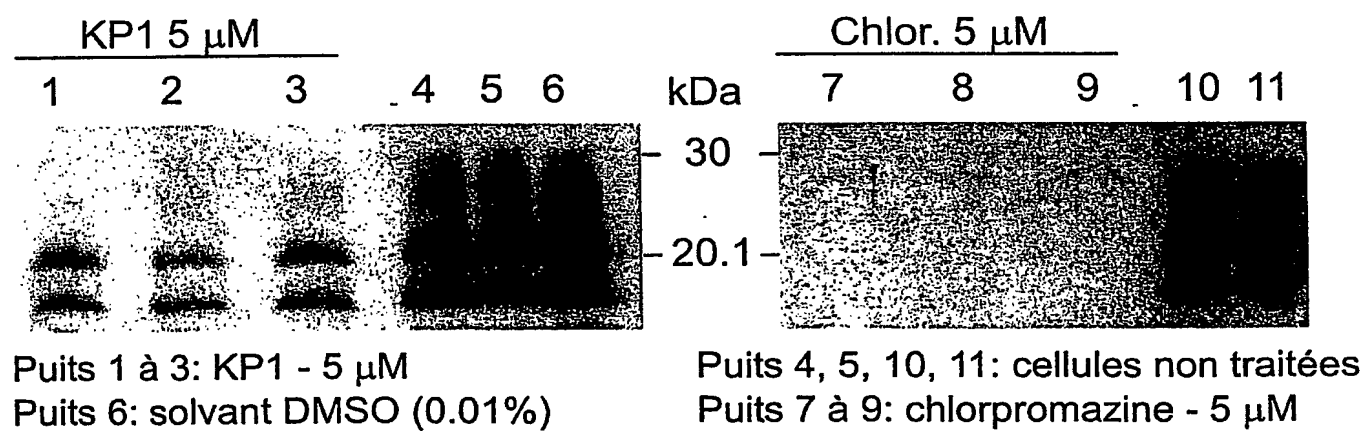 KP1 5 μM
Chlor. 5 μM
1 2 3 4 5 6 kDa 7 8 9 10 11
30
20.1
Puits 1 à 3: KP1 - 5 μM
Puits 6: solvant DMSO (0.01%)
Puits 4, 5, 10, 11: cellules non traitées
Puits 7 à 9: chlorpromazine - 5 μM